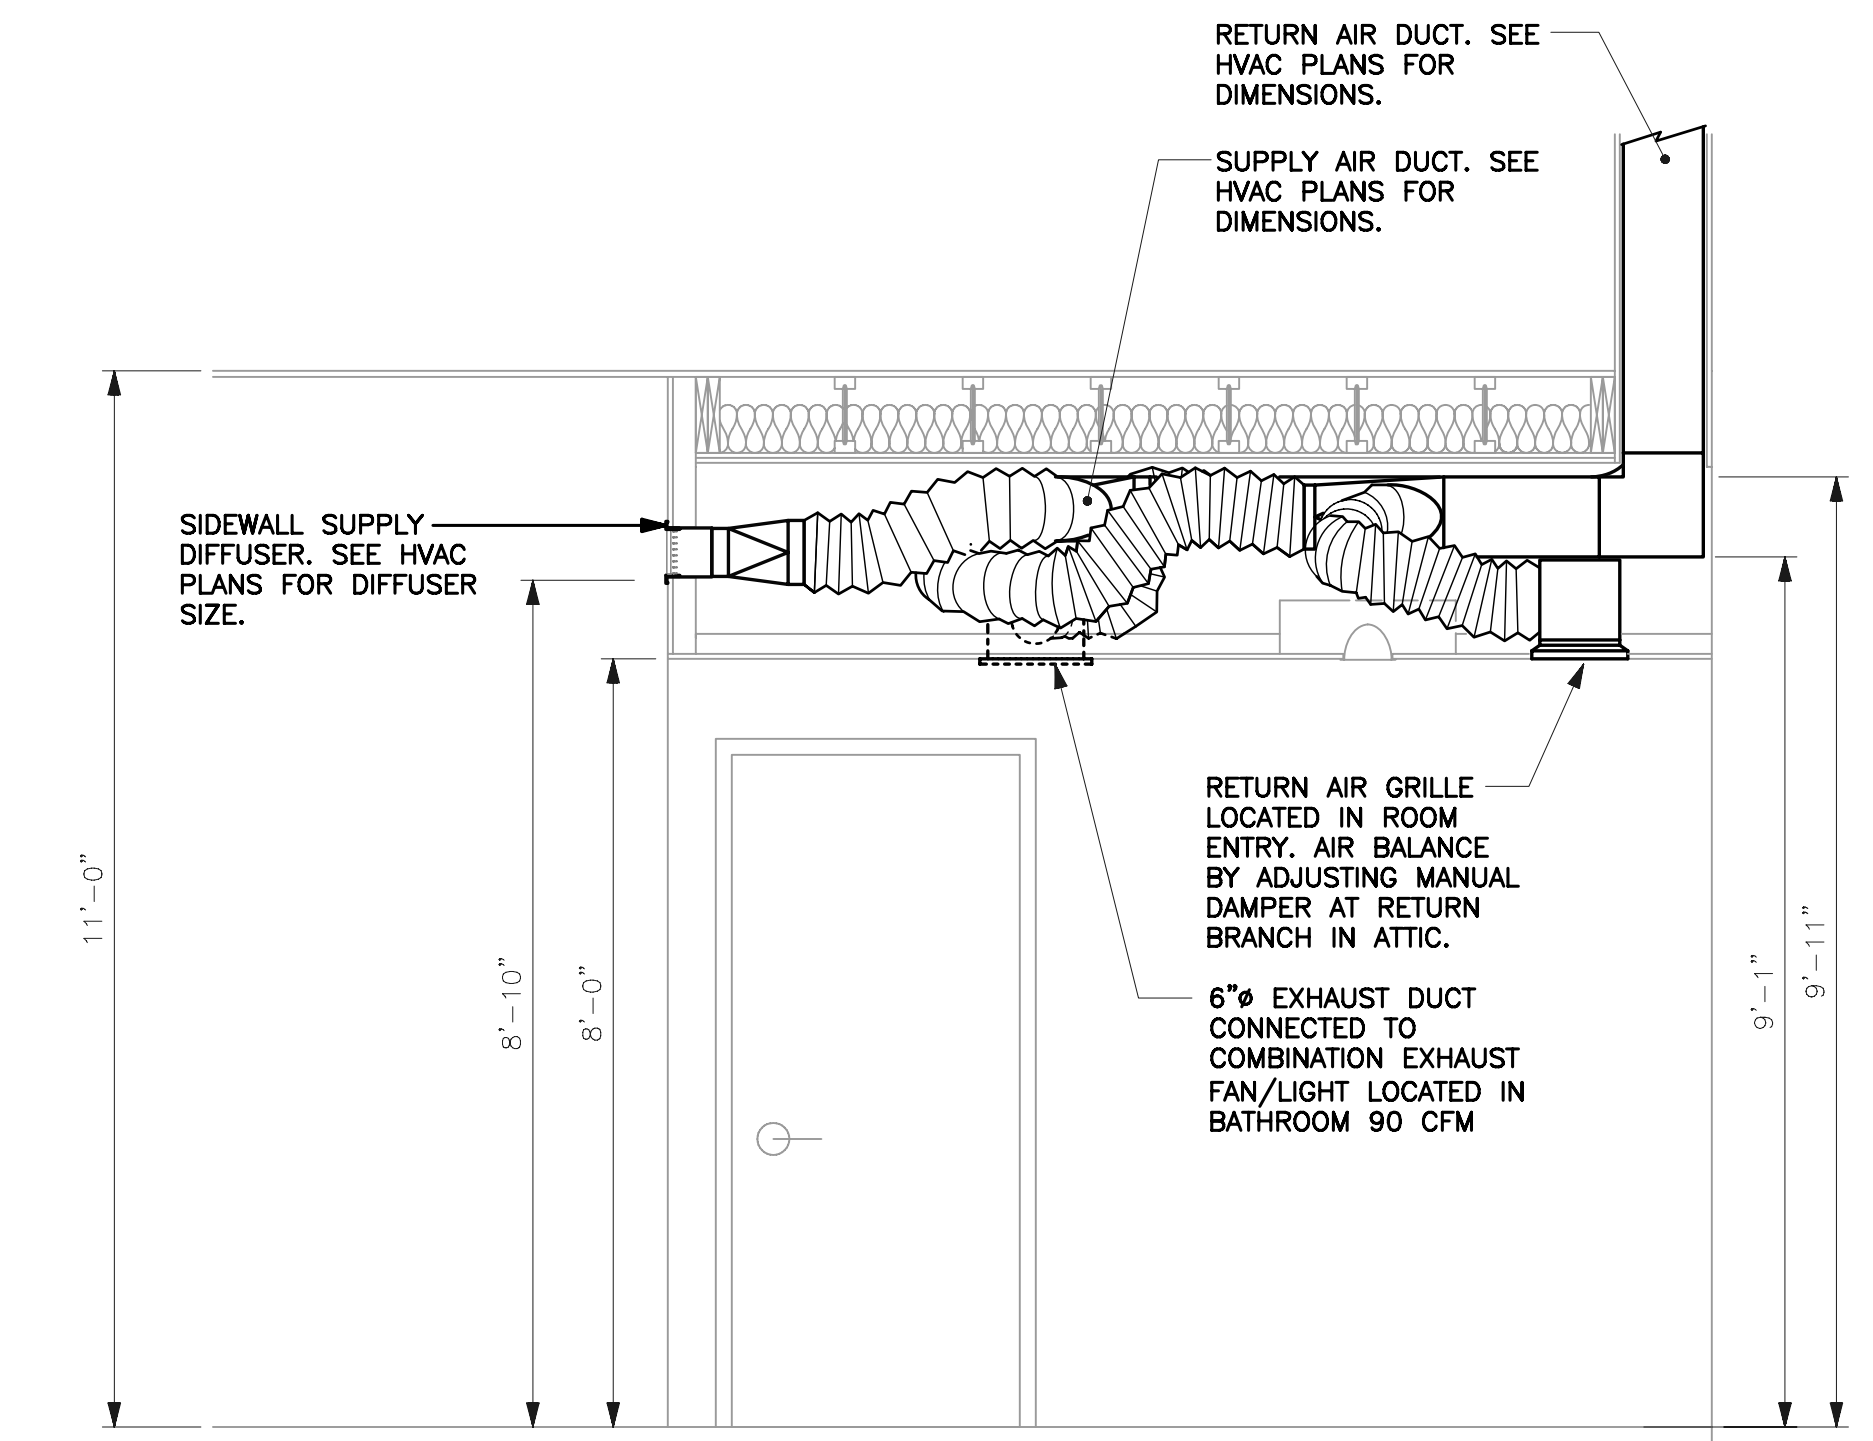 RETURN AIR DUCT. SEE
HVAC PLANS FOR
DIMENSIONS.
SUPPLY AIR DUCT. SEE
HVAC PLANS FOR
DIMENSIONS.
SIDEWALL SUPPLY
DIFFUSER. SEE HVAC
PLANS FOR DIFFUSER
SIZE.
RETURN AIR GRILLE
LOCATED IN ROOM
ENTRY. AIR BALANCE
BY ADJUSTING MANUAL
DAMPER AT RETURN
BRANCH IN ATTIC.
6"ø EXHAUST DUCT
CONNECTED TO
COMBINATION EXHAUST
FAN/LIGHT LOCATED IN
BATHROOM 90 CFM
11'-0"
8'-10"
8'-0"
9'-1"
9'-11"